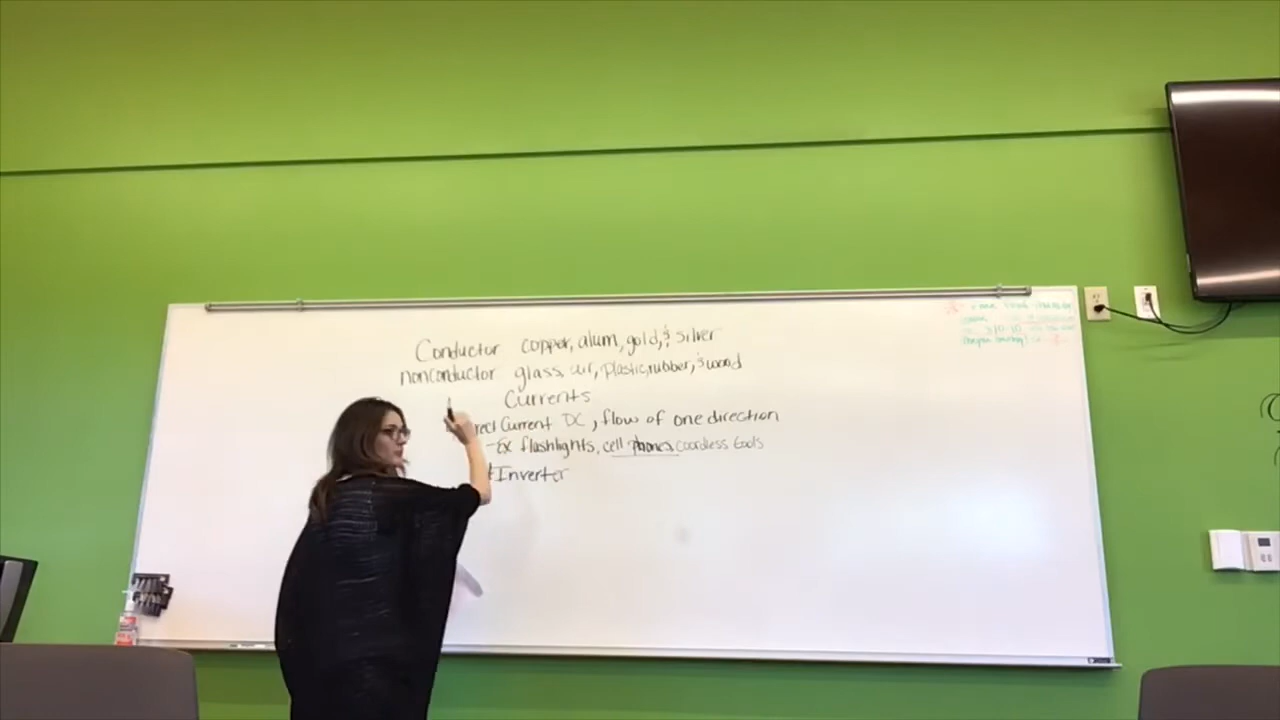 Conductor copper, alum, gold, & silver
nonconductor glass, air, plastic, rubber, & wood
Currents
rect Current DC, flow of one direction
-Ex flashlights, cell phones coordless tools
Inverter